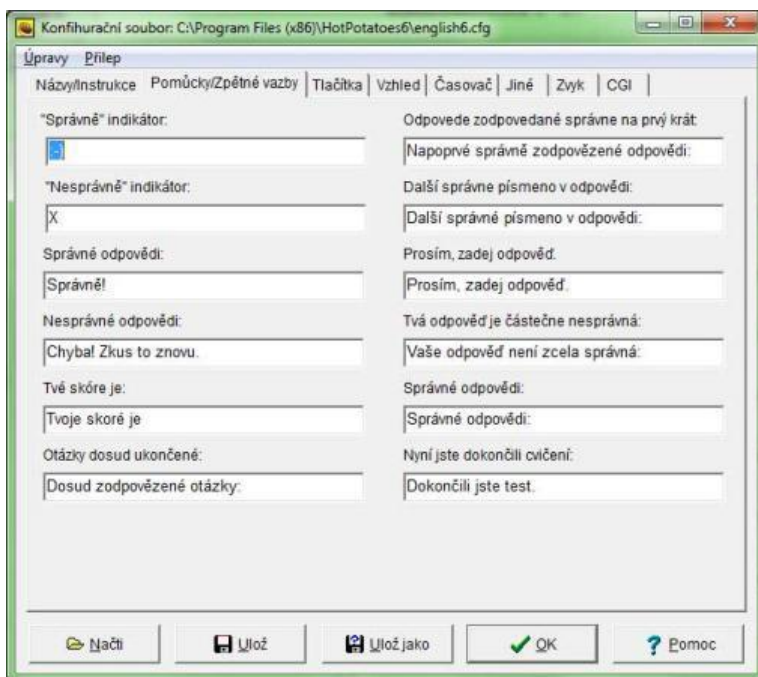 Konfihurační soubor: C:\Program Files (x86)\HotPotatoes6\english6.cfg
Úpravy Přílep
Názvy/Instrukce Pomůcky/Zpětné vazby Tlačítka Vzhled Časovač Jiné Zvyk CGI
"Správně" indikátor:
:-)
"Nesprávně" indikátor:
X
Správné odpovědi:
Správně!
Nesprávné odpovědi:
Chyba! Zkus to znovu.
Tvé skóre je:
Tvoje skoré je
Otázky dosud ukončené:
Dosud zodpovězené otázky:
Odpovede zodpovedané správne na prvý krát:
Napoprvé správně zodpovězené odpovědi:
Další správne písmeno v odpovědi:
Další správné písmeno v odpovědi:
Prosím, zadej odpověď.
Prosím, zadej odpověď.
Tvá odpověď je částečne nesprávná:
Vaše odpověď není zcela správná:
Správné odpovědi:
Správné odpovědi:
Nyní jste dokončili cvičení:
Dokončili jste test.
Načti Ulož Ulož jako OK Pomoc